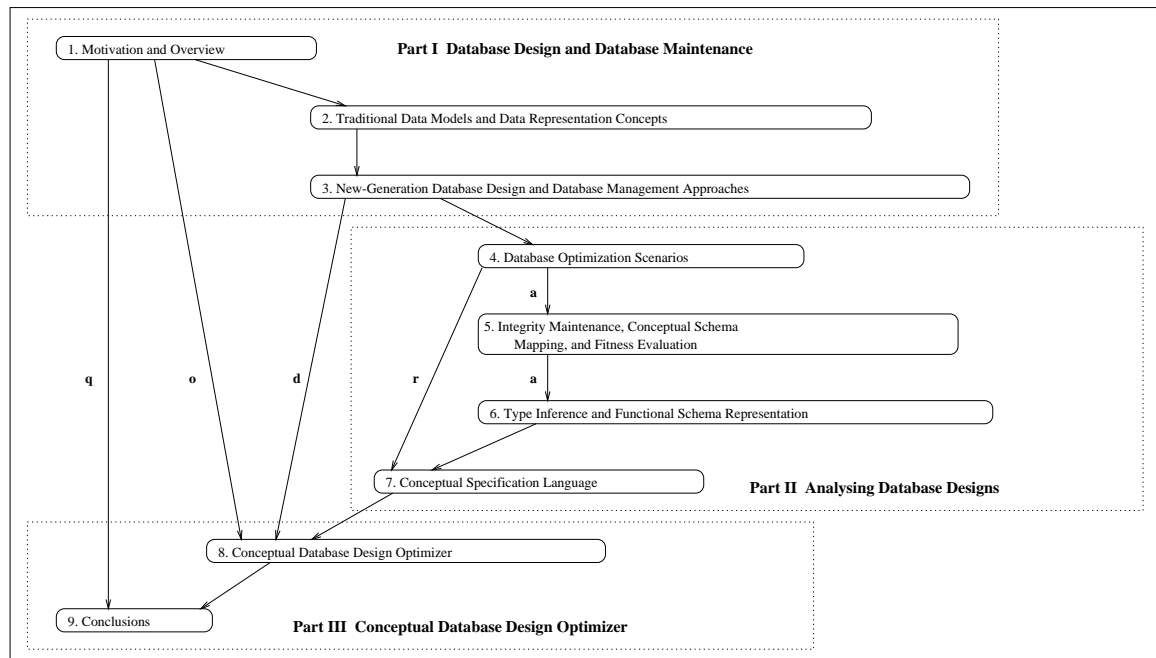 1. Motivation and Overview
Part I Database Design and Database Maintenance
2. Traditional Data Models and Data Representation Concepts
3. New-Generation Database Design and Database Management Approaches
4. Database Optimization Scenarios
a
5. Integrity Maintenance, Conceptual Schema
Mapping, and Fitness Evaluation
q
o
d
r
a
6. Type Inference and Functional Schema Representation
7. Conceptual Specification Language
Part II Analysing Database Designs
8. Conceptual Database Design Optimizer
9. Conclusions
Part III Conceptual Database Design Optimizer